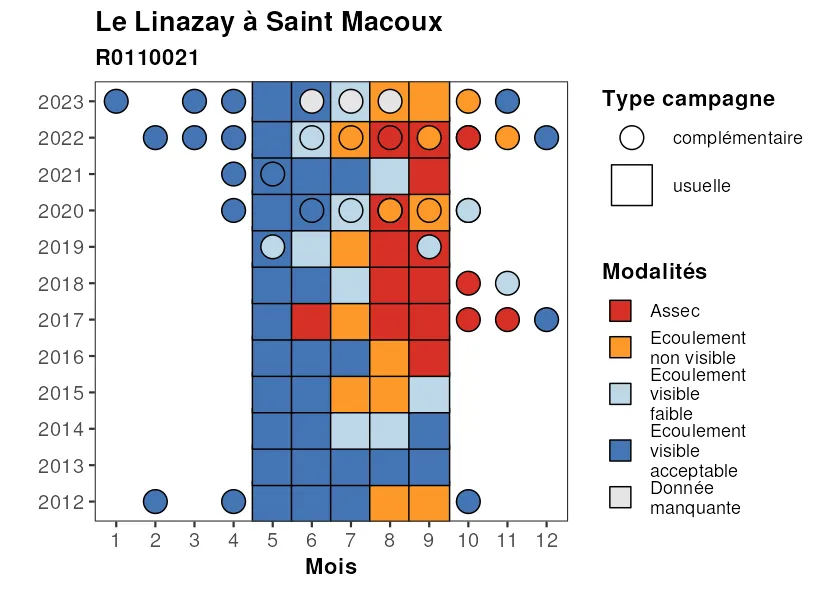 Le Linazay à Saint Macoux
R0110021
2023
2022
2021
2020
2019
2018
2017
2016
2015
2014
2013
2012
1 2 3 4 5 6 7 8 9 10 11 12
Mois
Type campagne
complémentaire
usuelle
Modalités
Assec
Ecoulement
non visible
Ecoulement
visible
faible
Ecoulement
visible
acceptable
Donnée
manquante